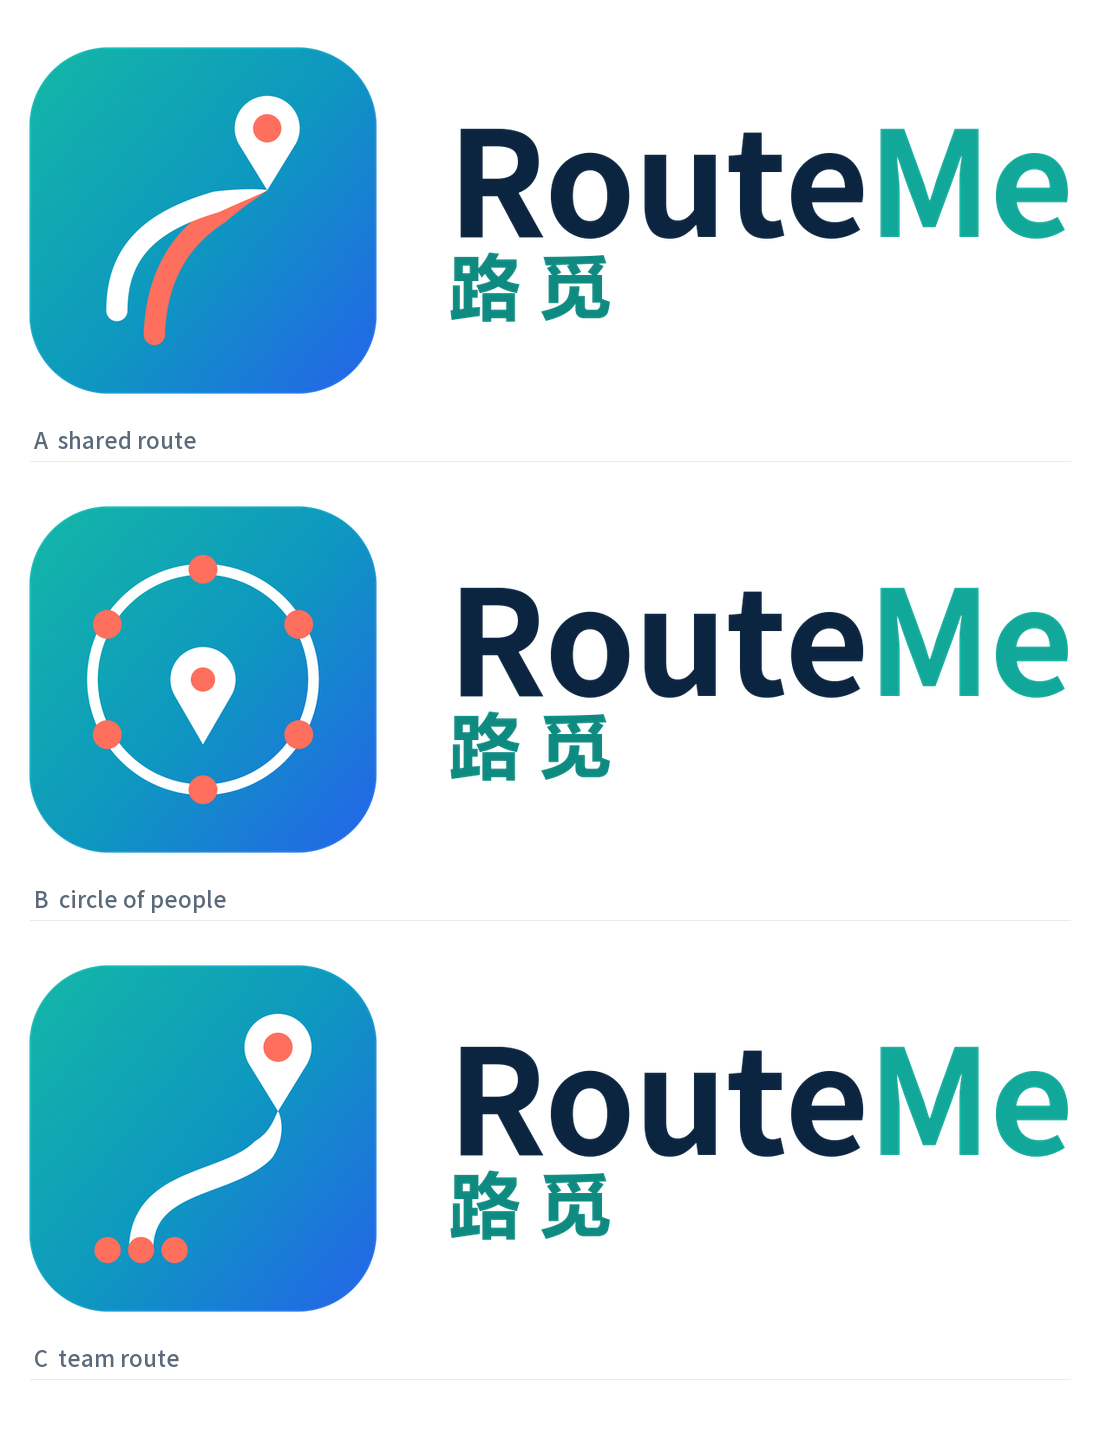 RouteMe
路觅
A shared route
RouteMe
路觅
B circle of people
RouteMe
路觅
C team route